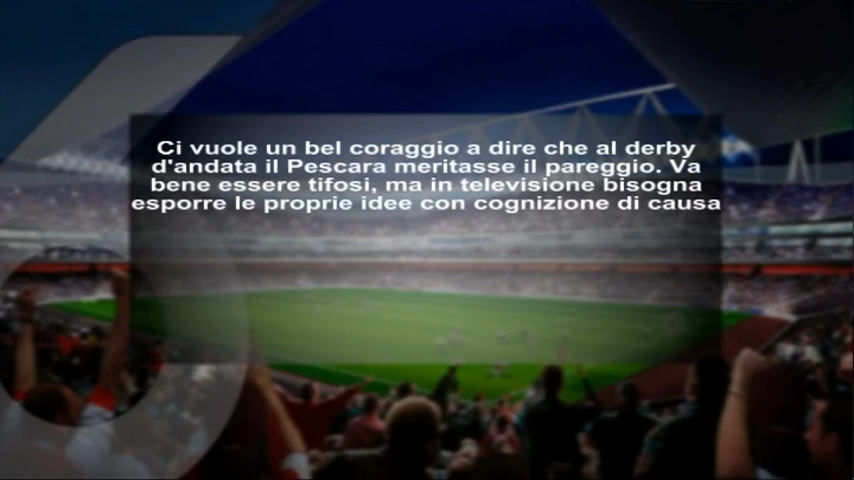 Ci vuole un bel coraggio a dire che al derby
d'andata il Pescara meritasse il pareggio. Va
bene essere tifosi, ma in televisione bisogna
esporre le proprie idee con cognizione di causa